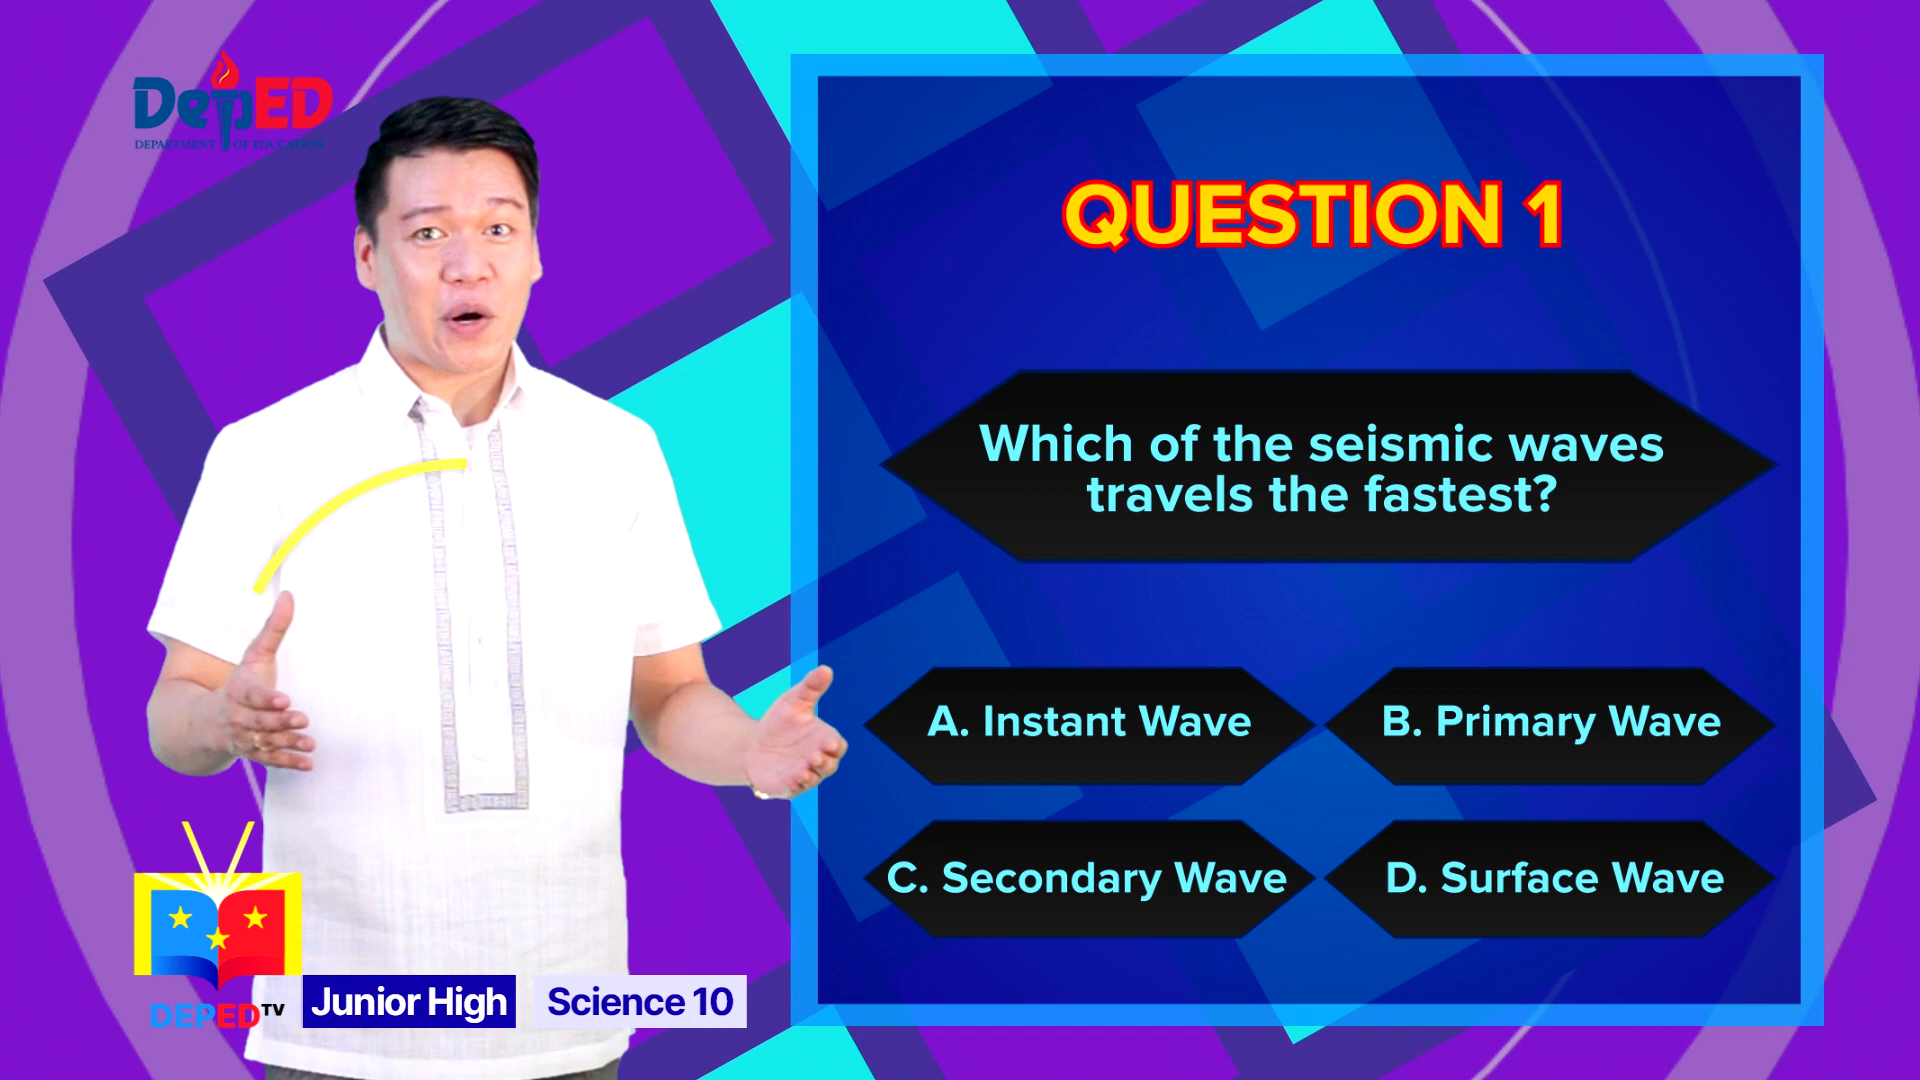 DepED
DEPARTMENT OF EDUCATION
QUESTION 1
Which of the seismic waves
travels the fastest?
A. Instant Wave
B. Primary Wave
C. Secondary Wave
D. Surface Wave
DEPED TV
Junior High
Science 10